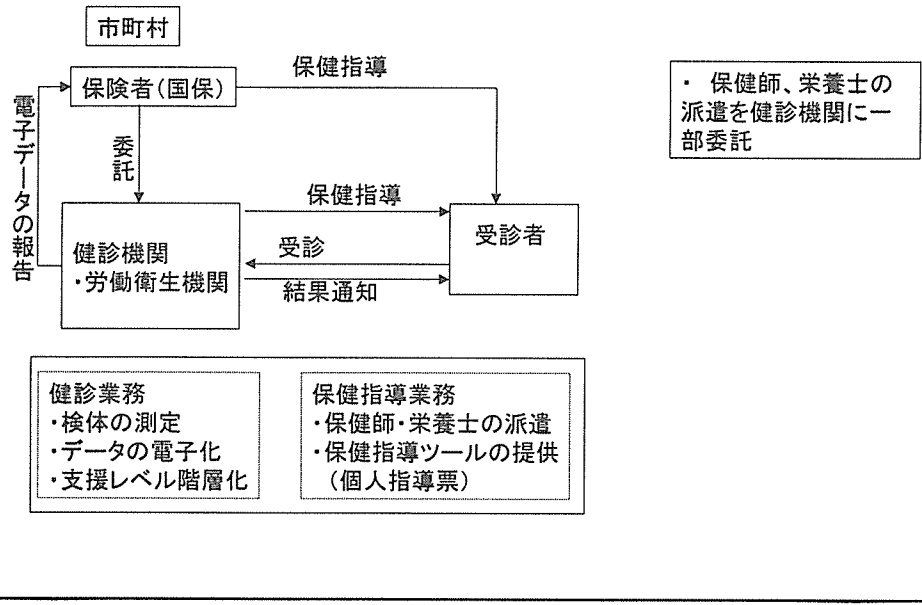 市町村
保険者(国保)
保健指導
・ 保健師、栄養士の
派遣を健診機関に一
部委託
電子データの報告
委託
保健指導
健診機関
・労働衛生機関
受診
受診者
結果通知
健診業務
・検体の測定
・データの電子化
・支援レベル階層化
保健指導業務
・保健師・栄養士の派遣
・保健指導ツールの提供
(個人指導票)